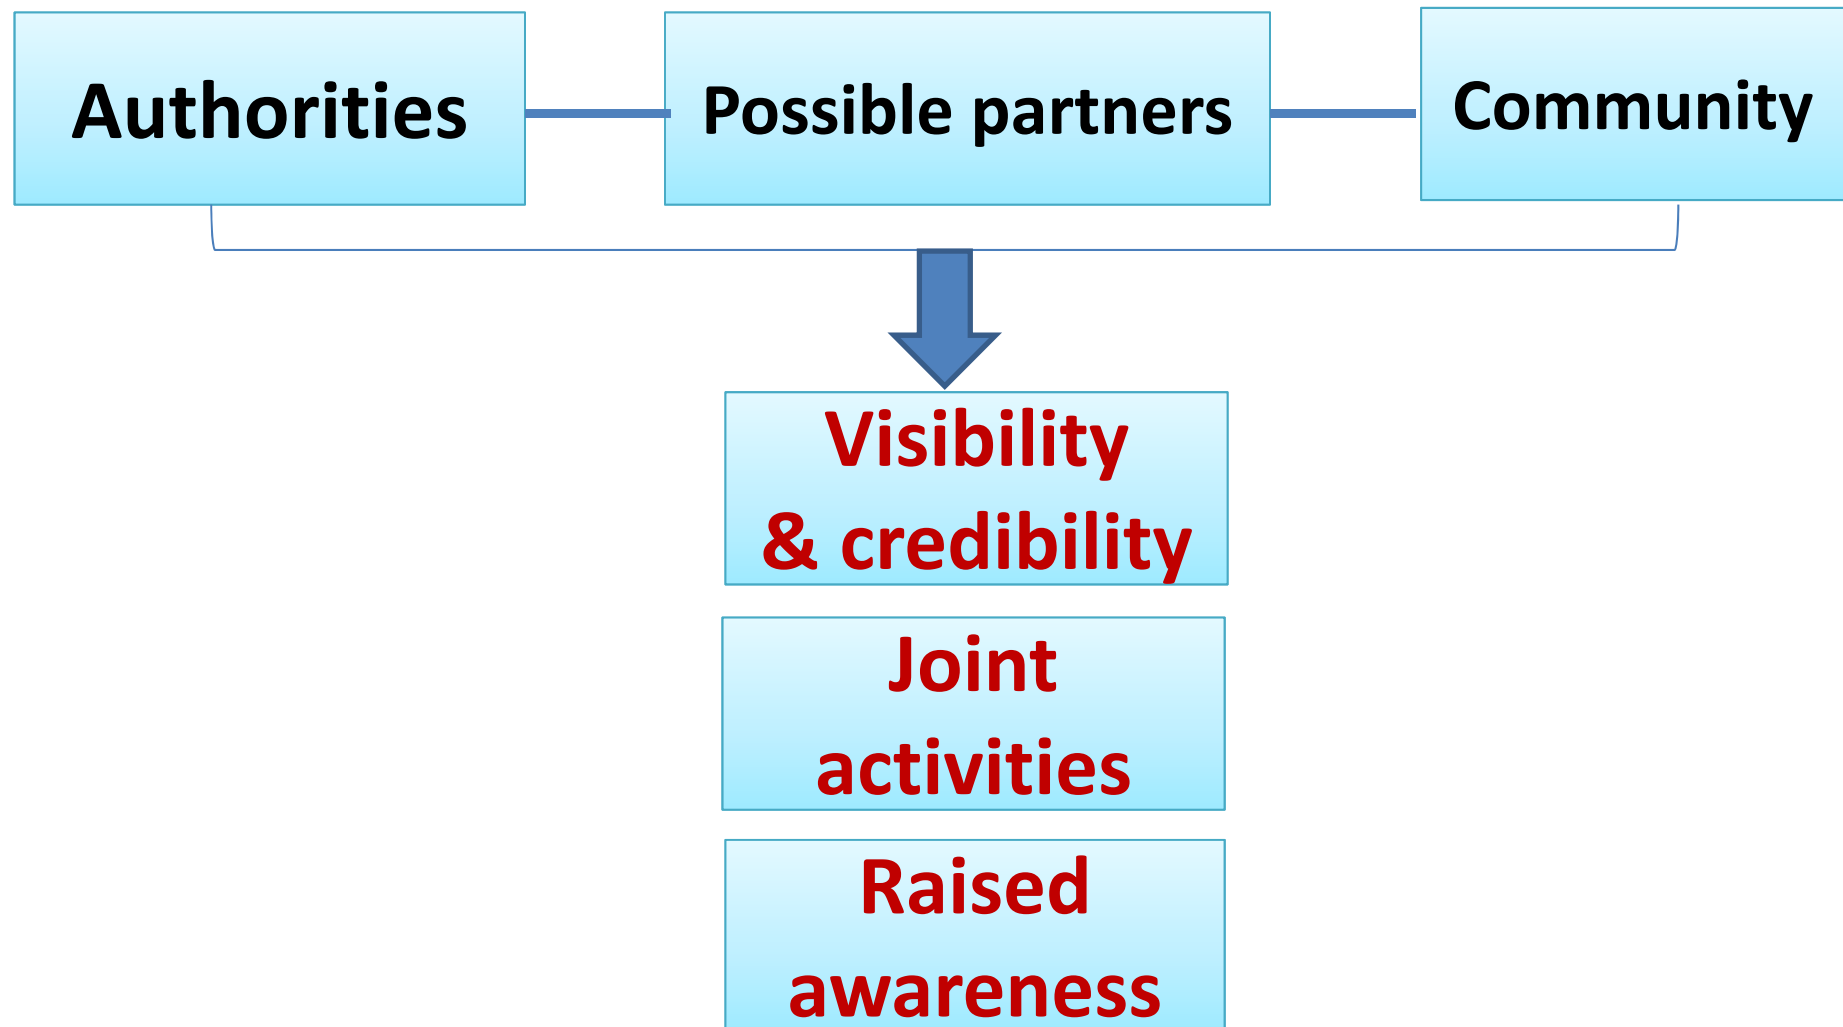 Authorities
Possible partners
Community
Visibility
& credibility
Joint
activities
Raised
awareness